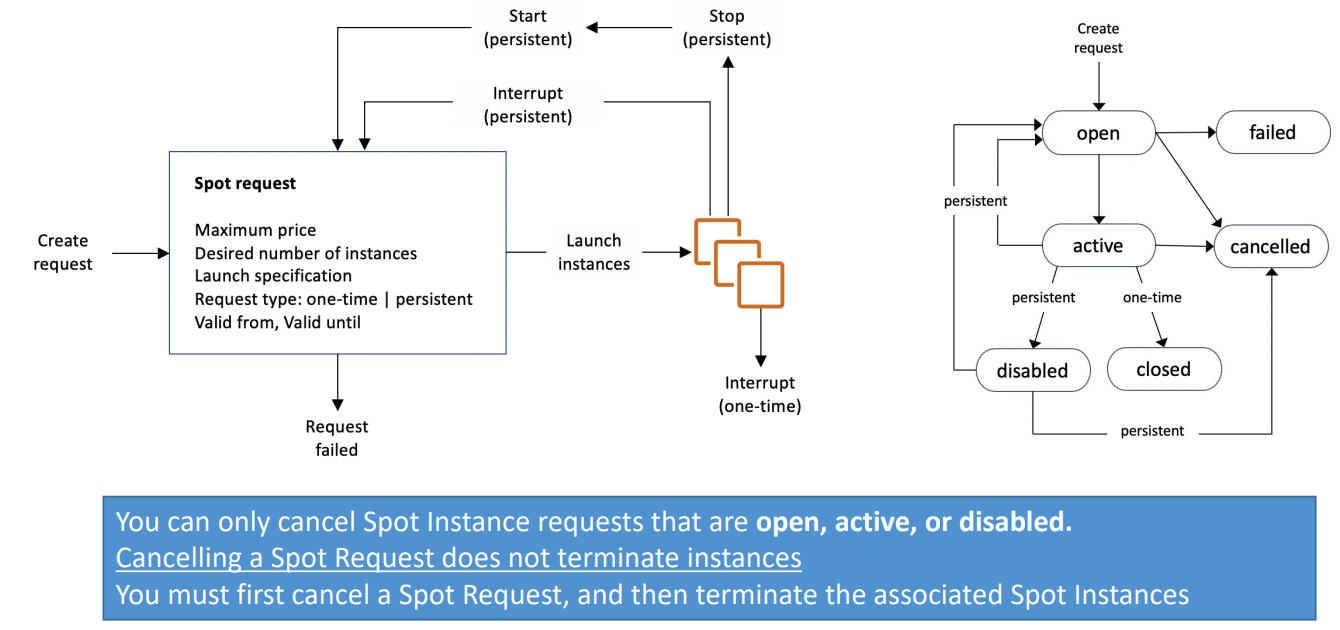 Start
(persistent)
Stop
(persistent)
Interrupt
(persistent)
Spot request
Maximum price
Desired number of instances
Launch specification
Request type: one-time | persistent
Valid from, Valid until
Create
request
Launch
instances
Interrupt
(one-time)
Request
failed
Create
request
open
failed
persistent
active
cancelled
persistent
one-time
disabled
closed
persistent
You can only cancel Spot Instance requests that are open, active, or disabled.
Cancelling a Spot Request does not terminate instances
You must first cancel a Spot Request, and then terminate the associated Spot Instances